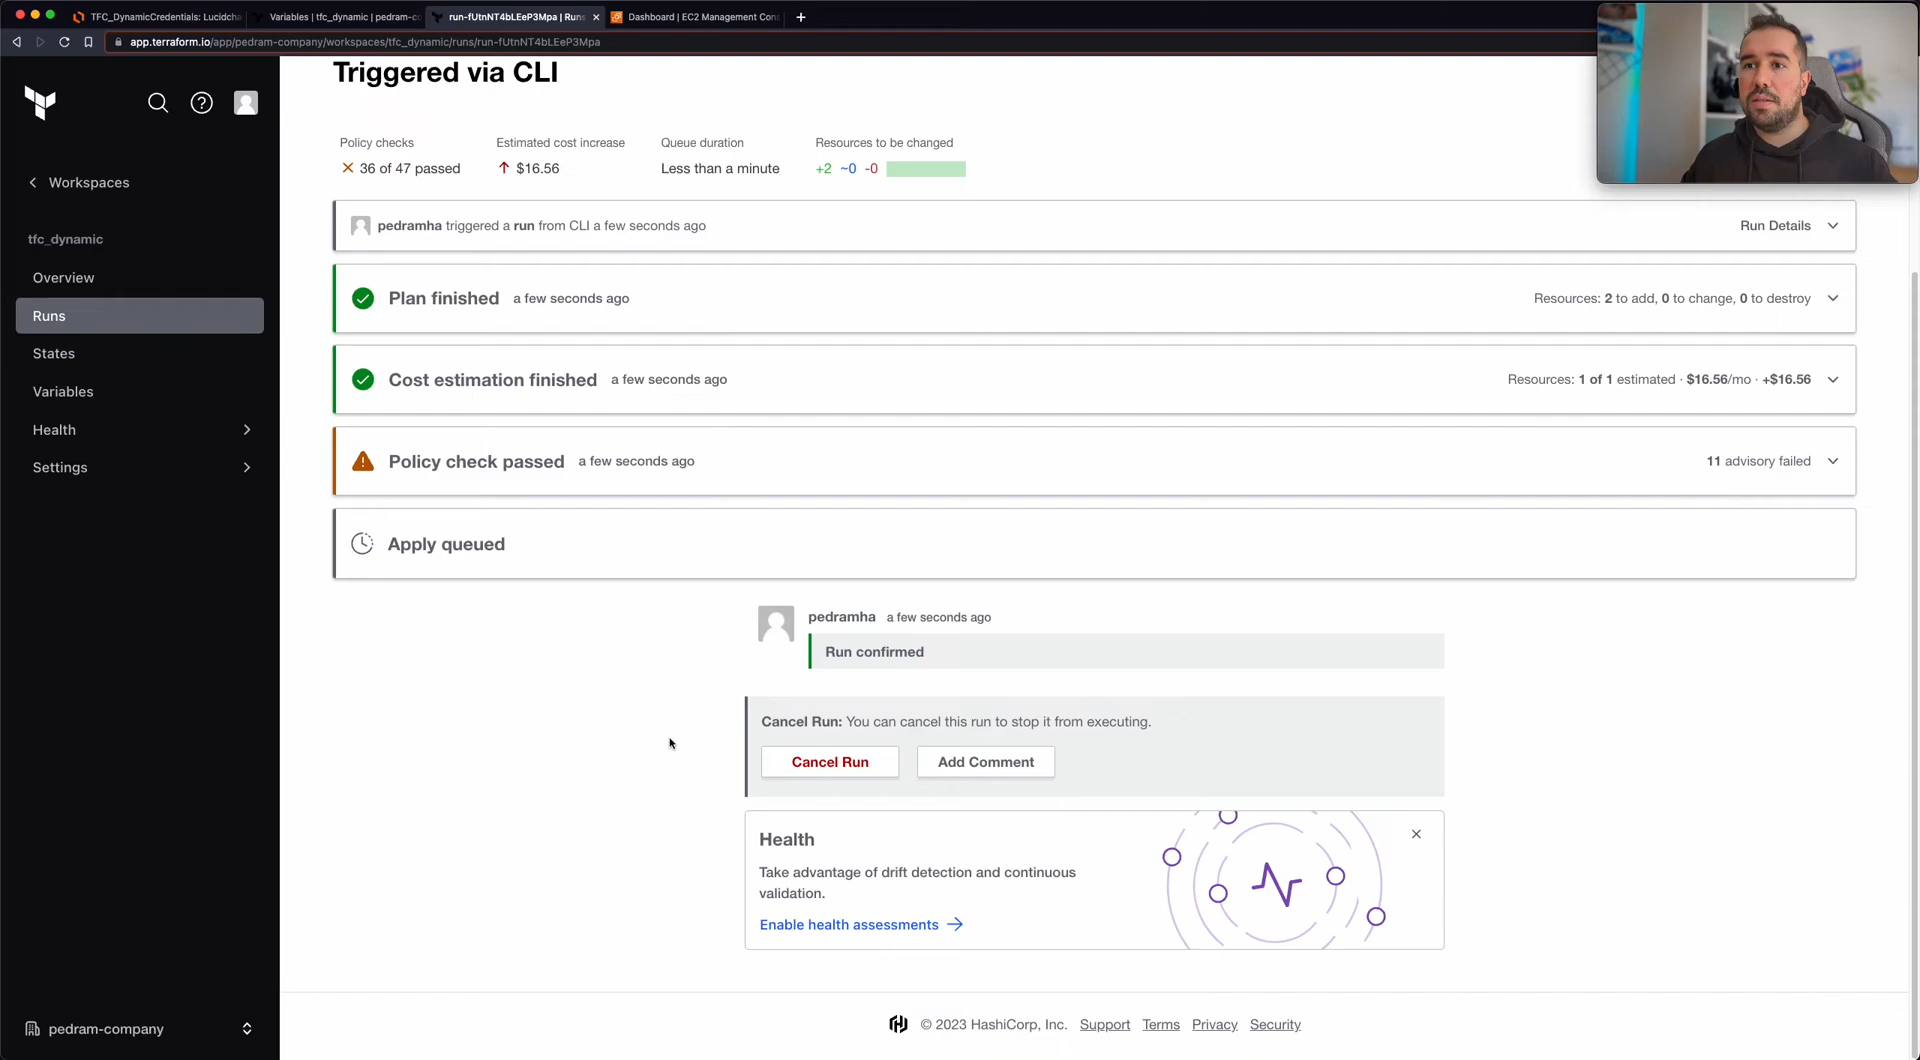 TFC_DynamicCredentials: Lucidcha
Variables | tfc_dynamic | pedram-co
run-fUtnNT4bLEeP3Mpa | Runs
Dashboard | EC2 Management Con
app.terraform.io/app/pedram-company/workspaces/tfc_dynamic/runs/run-fUtnNT4bLEeP3Mpa
Workspaces
tfc_dynamic
Overview
Runs
States
Variables
Health
Settings
pedram-company
Triggered via CLI
Policy checks
36 of 47 passed
Estimated cost increase
$16.56
Queue duration
Less than a minute
Resources to be changed
+2 ~0 -0
pedramha triggered a run from CLI a few seconds ago
Run Details
Plan finished a few seconds ago
Resources: 2 to add, 0 to change, 0 to destroy
Cost estimation finished a few seconds ago
Resources: 1 of 1 estimated · $16.56/mo · +$16.56
Policy check passed a few seconds ago
11 advisory failed
Apply queued
pedramha a few seconds ago
Run confirmed
Cancel Run: You can cancel this run to stop it from executing.
Cancel Run
Add Comment
Health
Take advantage of drift detection and continuous
validation.
Enable health assessments
© 2023 HashiCorp, Inc. Support Terms Privacy Security